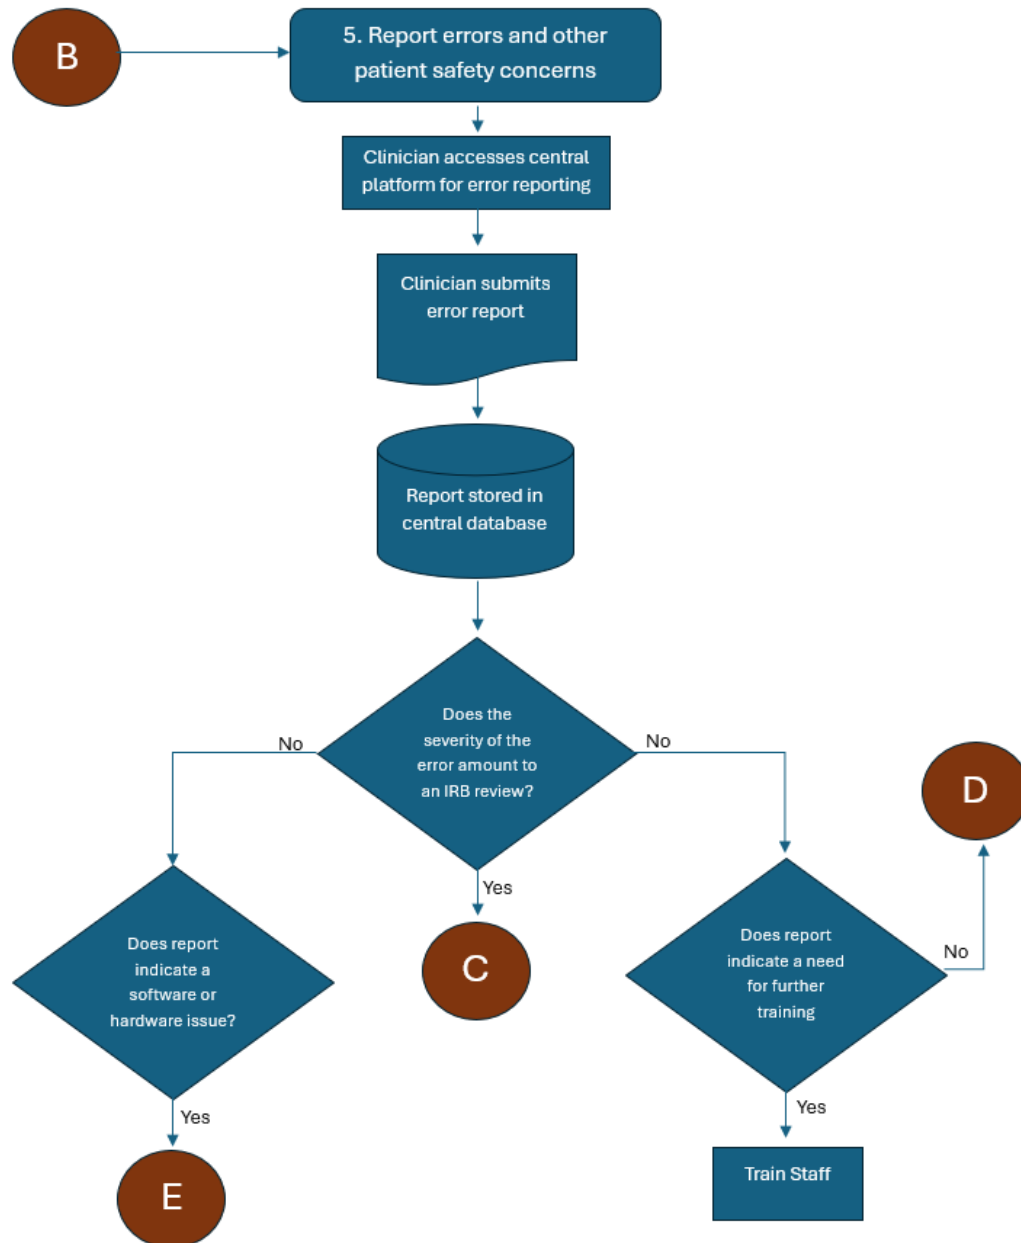 B
5. Report errors and other
patient safety concerns
Clinician accesses central
platform for error reporting
Clinician submits
error report
Report stored in
central database
Does the
severity of the
error amount to
an IRB review?
No
No
Yes
C
D
Does report
indicate a
software or
hardware issue?
Yes
E
Does report
indicate a need
for further
training
No
Yes
Train Staff